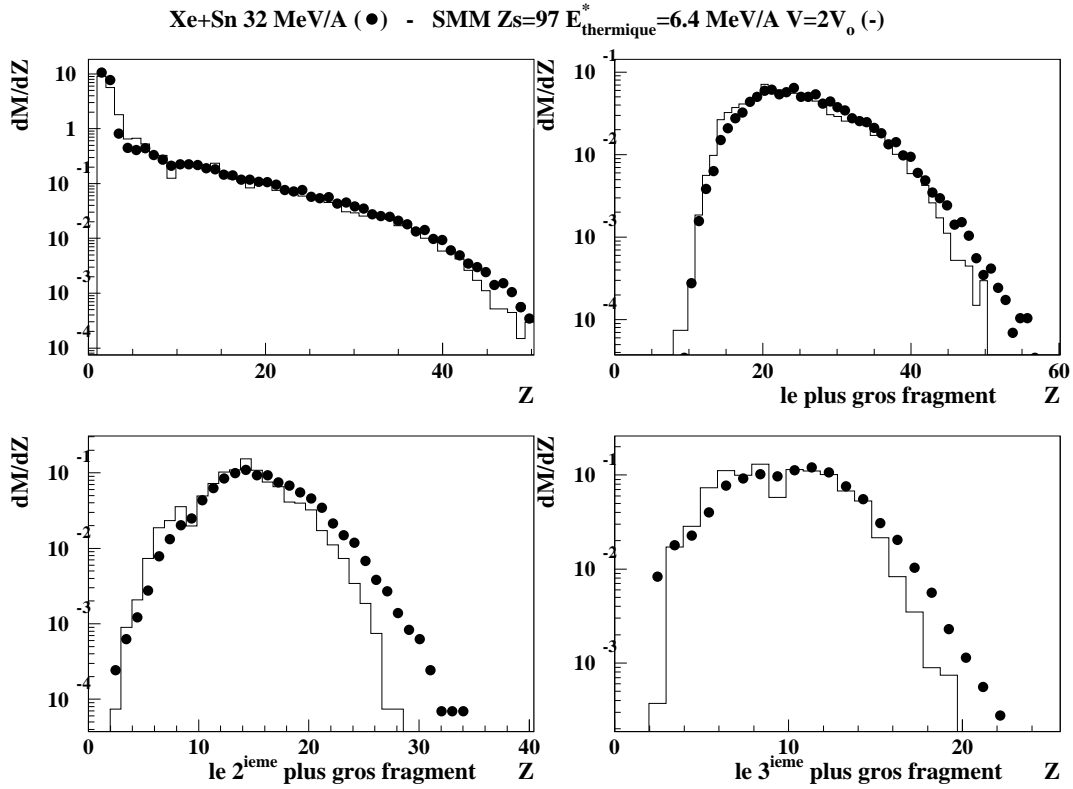 Xe+Sn 32 MeV/A (●) - SMM Zs=97 E*thermique=6.4 MeV/A V=2Vo (-)
dM/dZ
10
1
10 -1
10 -2
10 -3
10 -4
0 20 40
Z
dM/dZ
10 -1
10 -2
10 -3
10 -4
0 20 40 60
le plus gros fragment Z
dM/dZ
10 -1
10 -2
10 -3
10 -4
0 10 20 30 40
le 2ieme plus gros fragment Z
dM/dZ
10 -1
10 -2
10 -3
0 10 20
le 3ieme plus gros fragment Z